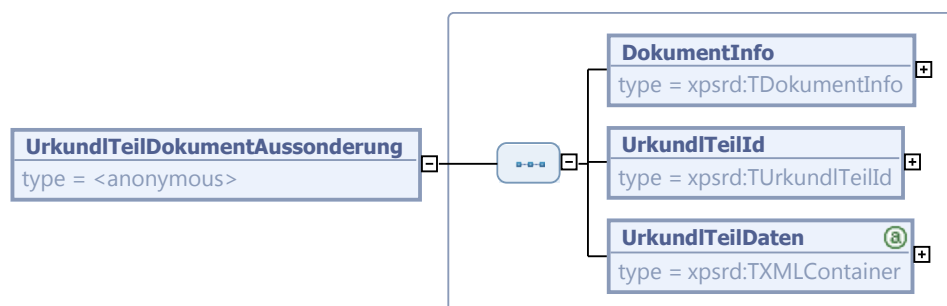 DokumentInfo
type = xpsrd:TDokumentInfo
UrkundlTeilDokumentAussonderung
type = <anonymous>
UrkundlTeilId
type = xpsrd:TUrkundlTeilId
UrkundlTeilDaten a
type = xpsrd:TXMLContainer